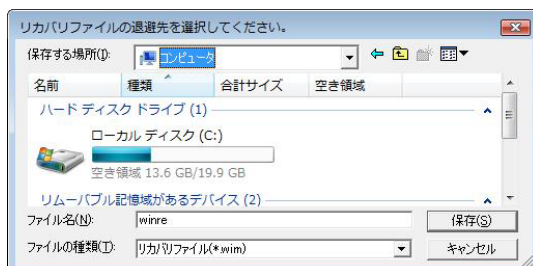 リカバリファイルの退避先を選択してください。
保存する場所(I): コンピュータ
名前 種類 合計サイズ 空き領域
ハード ディスク ドライブ (1)
ローカル ディスク (C:)
空き領域 13.6 GB/19.9 GB
リムーバブル記憶域があるデバイス (2)
ファイル名(N): winre 保存(S)
ファイルの種類(T): リカバリファイル(*.wim) キャンセル